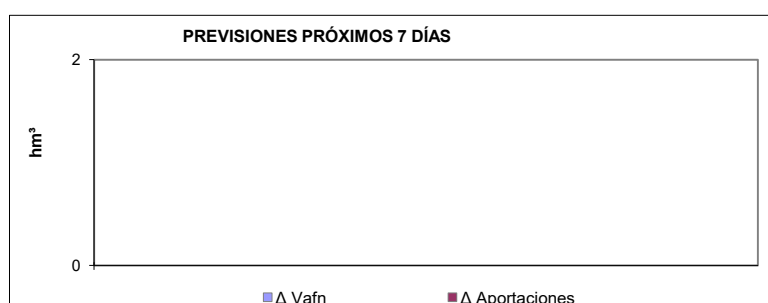 PREVISIONES PRÓXIMOS 7 DÍAS
2
hm³
0
Δ Vafn
Δ Aportaciones